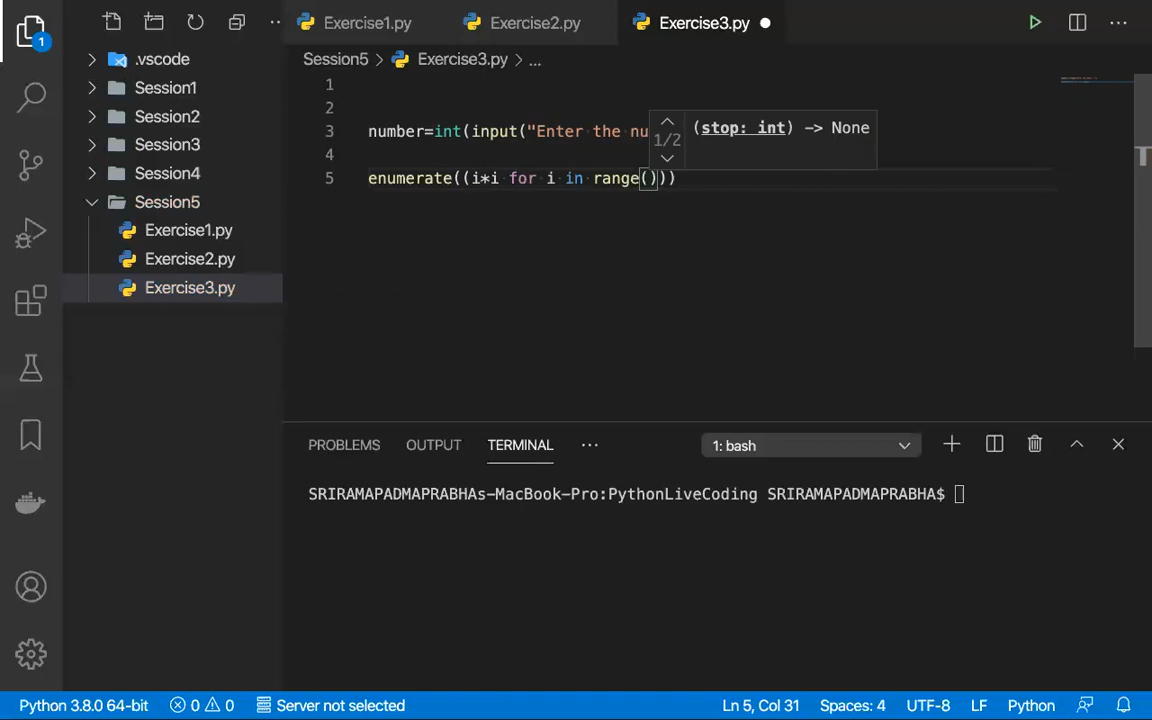 Exercise1.py
Exercise2.py
Exercise3.py
.vscode
Session1
Session2
Session3
Session4
Session5
Exercise1.py
Exercise2.py
Exercise3.py
1
Session5 > Exercise3.py > ...
1
2
3 number=int(input("Enter the nu
4
5 enumerate((i*i for i in range()))
1/2
(stop: int) -> None
PROBLEMS OUTPUT TERMINAL ...
1: bash
SRIRAMAPADMAPRABHAs-MacBook-Pro:PythonLiveCoding SRIRAMAPADMAPRABHA$
Python 3.8.0 64-bit 0 0 Server not selected Ln 5, Col 31 Spaces: 4 UTF-8 LF Python